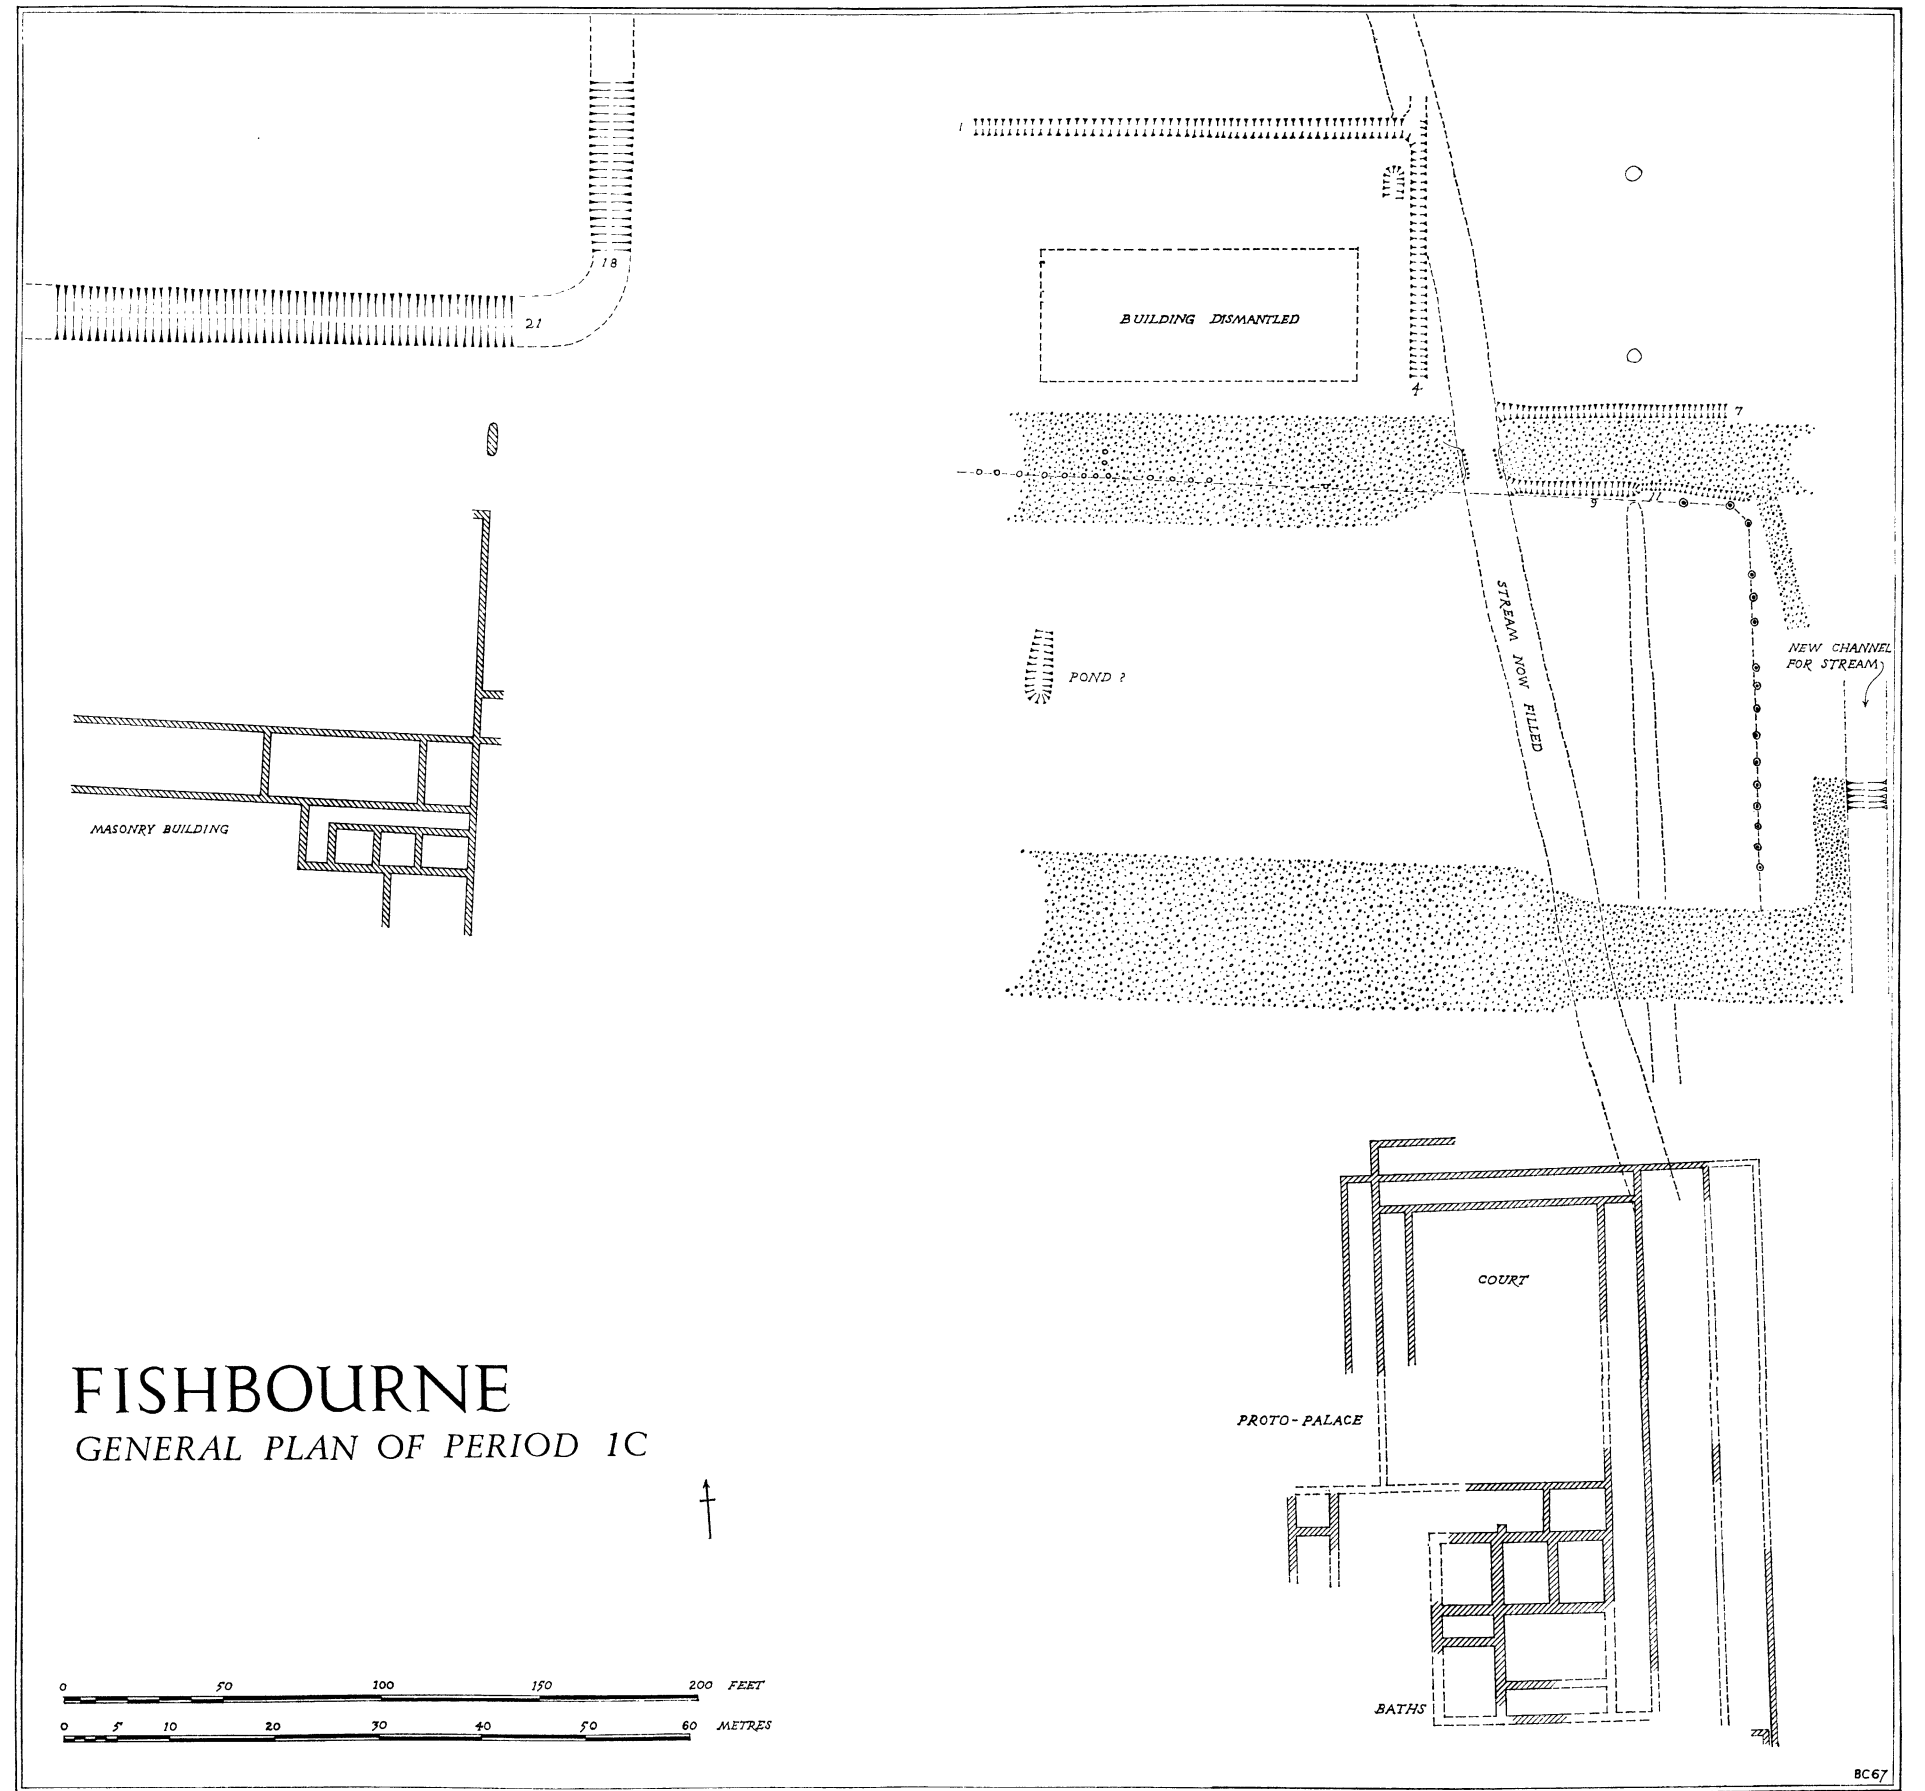 1
18
21
BUILDING DISMANTLED
4
7
9
11
STREAM NOW FILLED
NEW CHANNEL
FOR STREAM
POND ?
MASONRY BUILDING
COURT
PROTO-PALACE
BATHS
FISHBOURNE
GENERAL PLAN OF PERIOD 1C
0 50 100 150 200 FEET
0 5 10 20 30 40 50 60 METRES
BC67